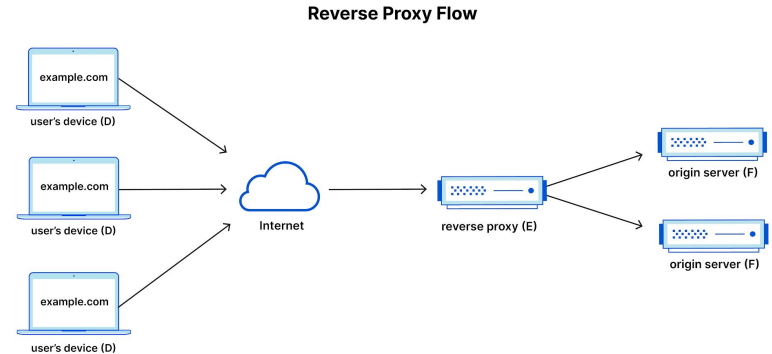 Reverse Proxy Flow
example.com
user's device (D)
example.com
user's device (D)
example.com
user's device (D)
Internet
reverse proxy (E)
origin server (F)
origin server (F)